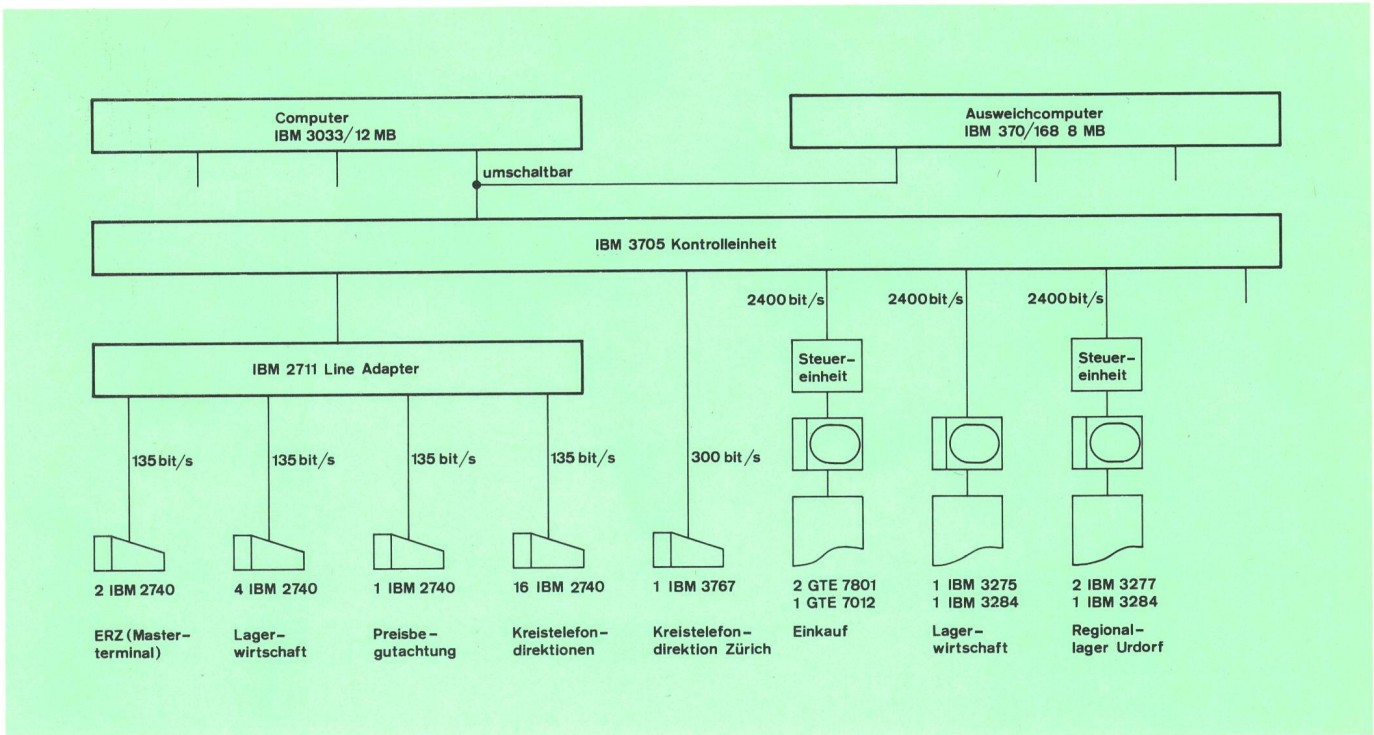 Computer
IBM 3033/12 MB
Ausweichcomputer
IBM 370/168 8 MB
umschaltbar
IBM 3705 Kontrolleinheit
2400 bit/s
2400 bit/s
2400 bit/s
IBM 2711 Line Adapter
Steuer-
einheit
Steuer-
einheit
135 bit/s
135 bit/s
135 bit/s
135 bit/s
300 bit/s
2 IBM 2740
ERZ (Master-
terminal)
4 IBM 2740
Lager-
wirtschaft
1 IBM 2740
Preisbe-
gutachtung
16 IBM 2740
Kreistelefon-
direktionen
1 IBM 3767
Kreistelefon-
direktion Zürich
2 GTE 7801
1 GTE 7012
Einkauf
1 IBM 3275
1 IBM 3284
Lager-
wirtschaft
2 IBM 3277
1 IBM 3284
Regional-
lager Urdorf